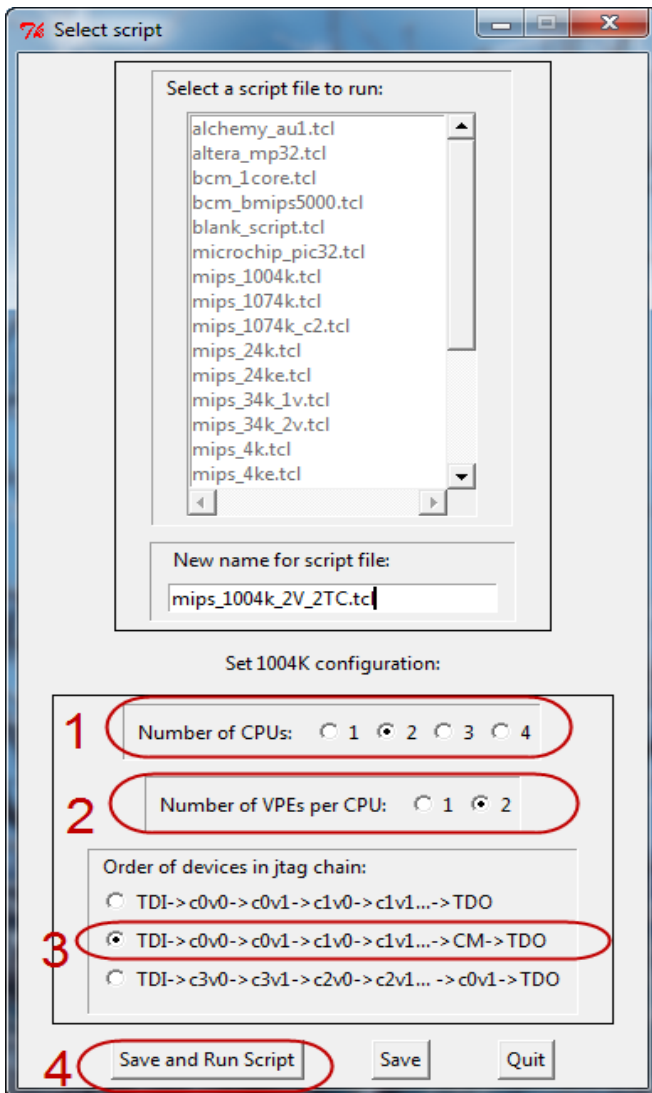 Select script
Select a script file to run:
alchemy_au1.tcl
altera_mp32.tcl
bcm_1core.tcl
bcm_bmips5000.tcl
blank_script.tcl
microchip_pic32.tcl
mips_1004k.tcl
mips_1074k.tcl
mips_1074k_c2.tcl
mips_24k.tcl
mips_24ke.tcl
mips_34k_1v.tcl
mips_34k_2v.tcl
mips_4k.tcl
mips_4ke.tcl
New name for script file:
mips_1004k_2V_2TC.tcl
Set 1004K configuration:
1 Number of CPUs: 1 2 3 4
2 Number of VPEs per CPU: 1 2
Order of devices in jtag chain:
TDI->c0v0->c0v1->c1v0->c1v1...->TDO
3 TDI->c0v0->c0v1->c1v0->c1v1...->CM->TDO
TDI->c3v0->c3v1->c2v0->c2v1... ->c0v1->TDO
4 Save and Run Script Save Quit